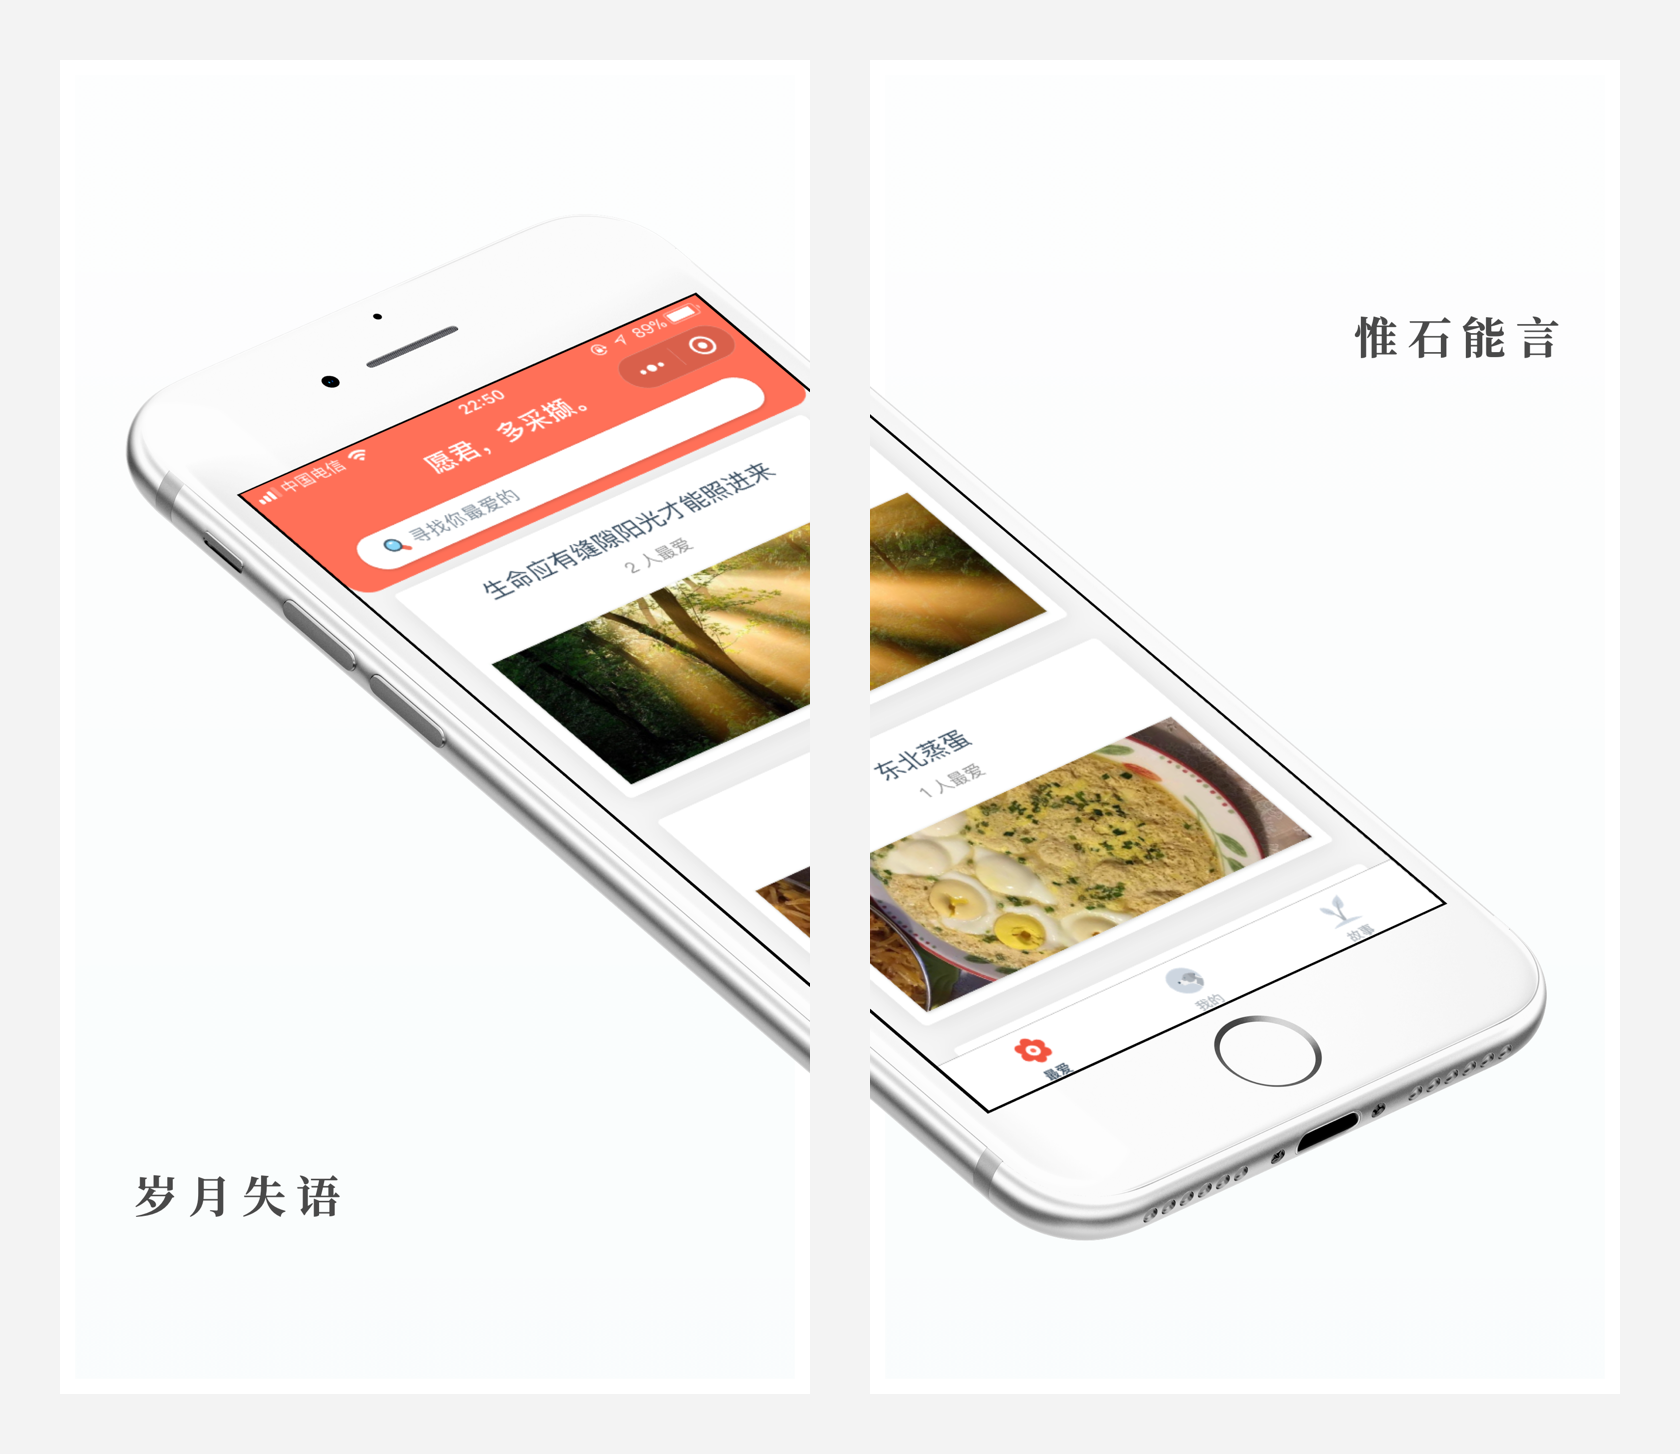 中国电信
22:50
89%
愿君，多采撷。
寻找你最爱的
生命应有缝隙阳光才能照进来
2 人最爱
岁月失语
惟石能言
东北蒸蛋
1 人最爱
最爱
我的
故事